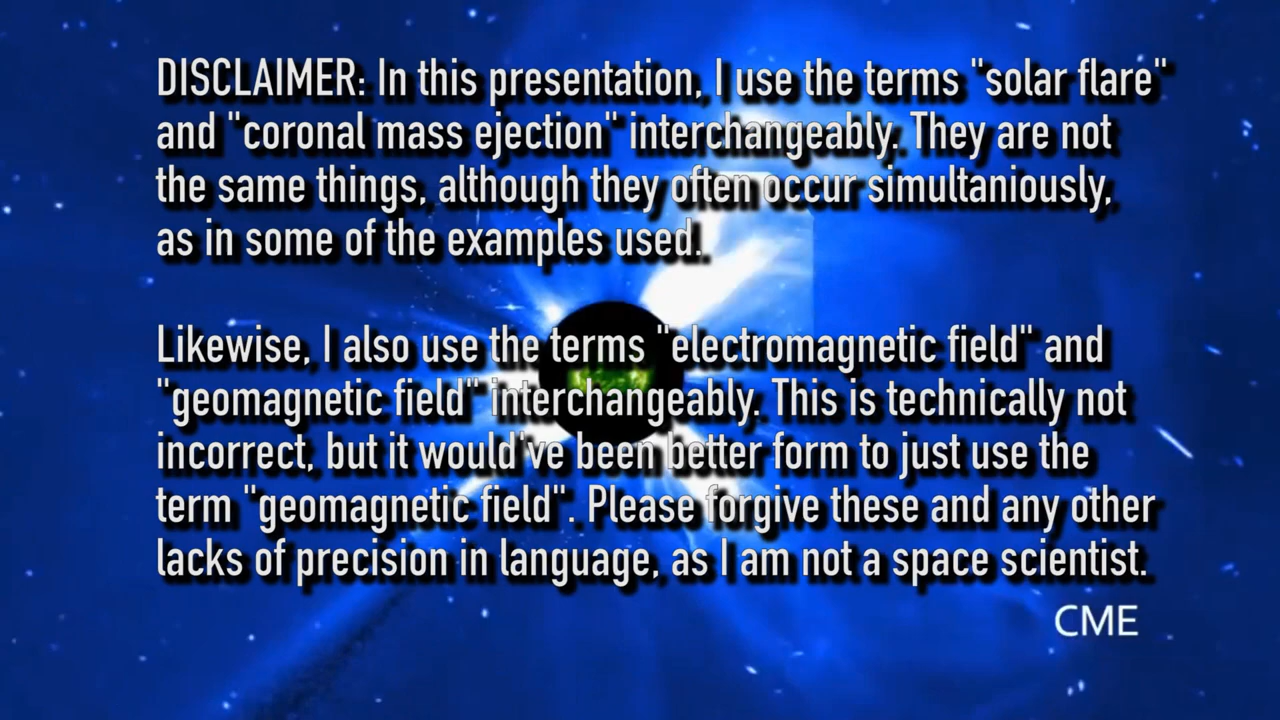 DISCLAIMER: In this presentation, I use the terms "solar flare"
and "coronal mass ejection" interchangeably. They are not
the same things, although they often occur simultaniously,
as in some of the examples used.
Likewise, I also use the terms "electromagnetic field" and
"geomagnetic field" interchangeably. This is technically not
incorrect, but it would've been better form to just use the
term "geomagnetic field". Please forgive these and any other
lacks of precision in language, as I am not a space scientist.
CME